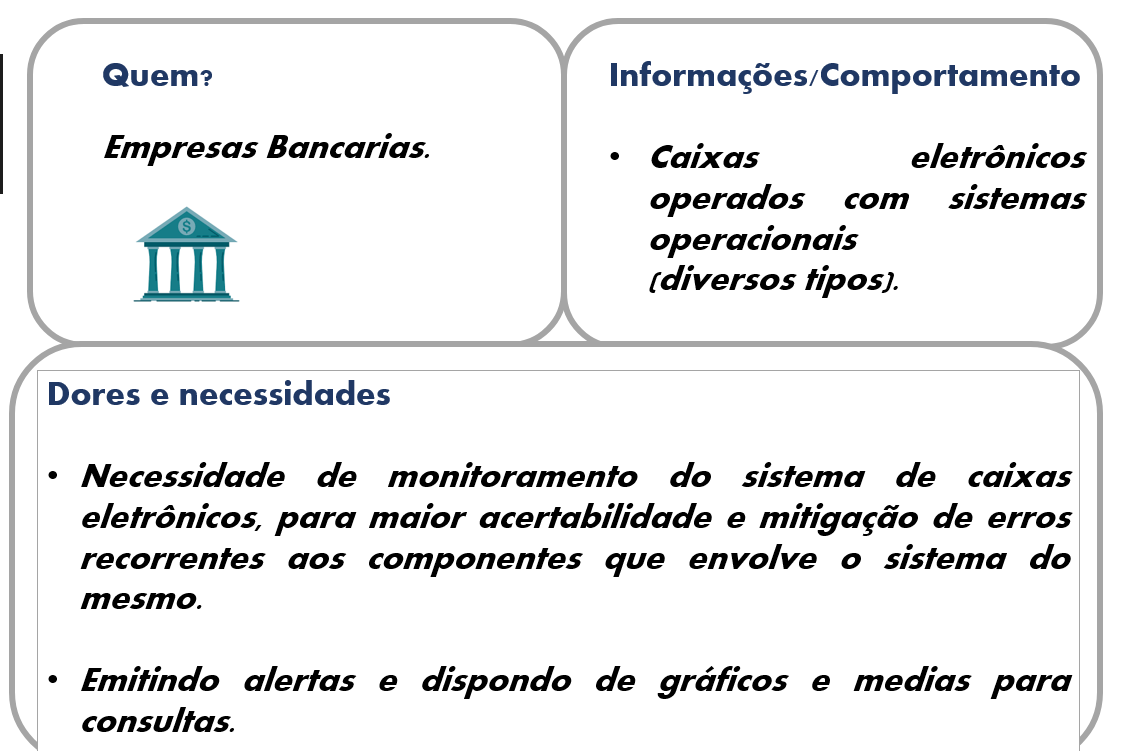 Quem?
Empresas Bancarias.
$
Informações/Comportamento
• Caixas eletrônicos
operados com sistemas
operacionais
(diversos tipos).
Dores e necessidades
• Necessidade de monitoramento do sistema de caixas
eletrônicos, para maior acertabilidade e mitigação de erros
recorrentes aos componentes que envolve o sistema do
mesmo.
• Emitindo alertas e dispondo de gráficos e medias para
consultas.